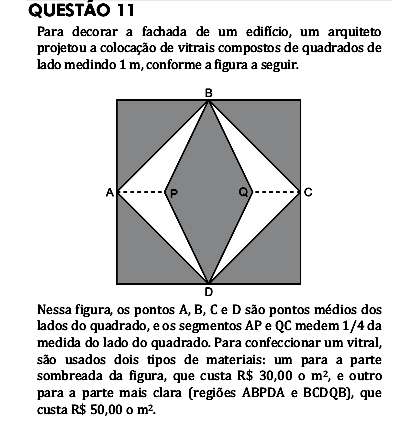 QUESTÃO 11
Para decorar a fachada de um edifício, um arquiteto
projetou a colocação de vitrais compostos de quadrados de
lado medindo 1 m, conforme a figura a seguir.
B
A P Q C
D
Nessa figura, os pontos A, B, C e D são pontos médios dos
lados do quadrado, e os segmentos AP e QC medem 1/4 da
medida do lado do quadrado. Para confeccionar um vitral,
são usados dois tipos de materiais: um para a parte
sombreada da figura, que custa R$ 30,00 o m², e outro
para a parte mais clara (regiões ABPDA e BCDQB), que
custa R$ 50,00 o m².